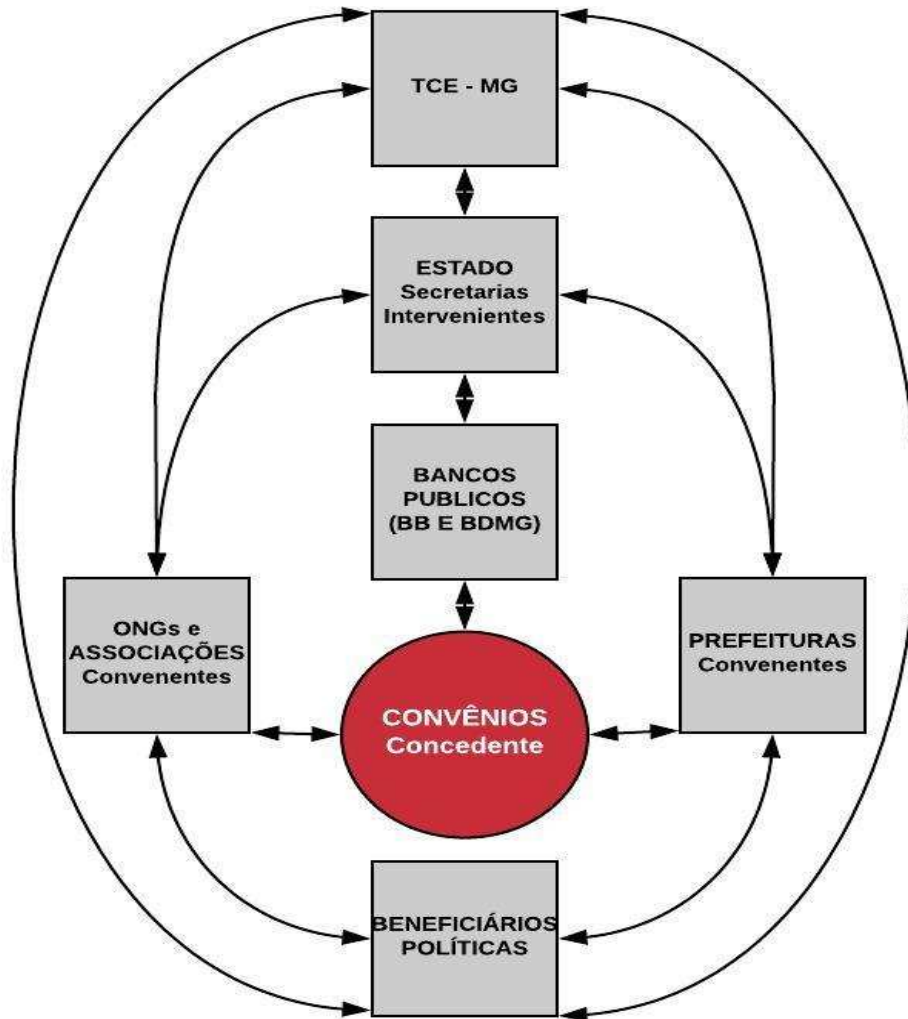 TCE - MG
ESTADO
Secretarias
Intervenientes
BANCOS
PUBLICOS
(BB E BDMG)
ONGs e
ASSOCIAÇÕES
Convenentes
PREFEITURAS
Convenentes
CONVÊNIOS
Concedente
BENEFICIÁRIOS
POLÍTICAS